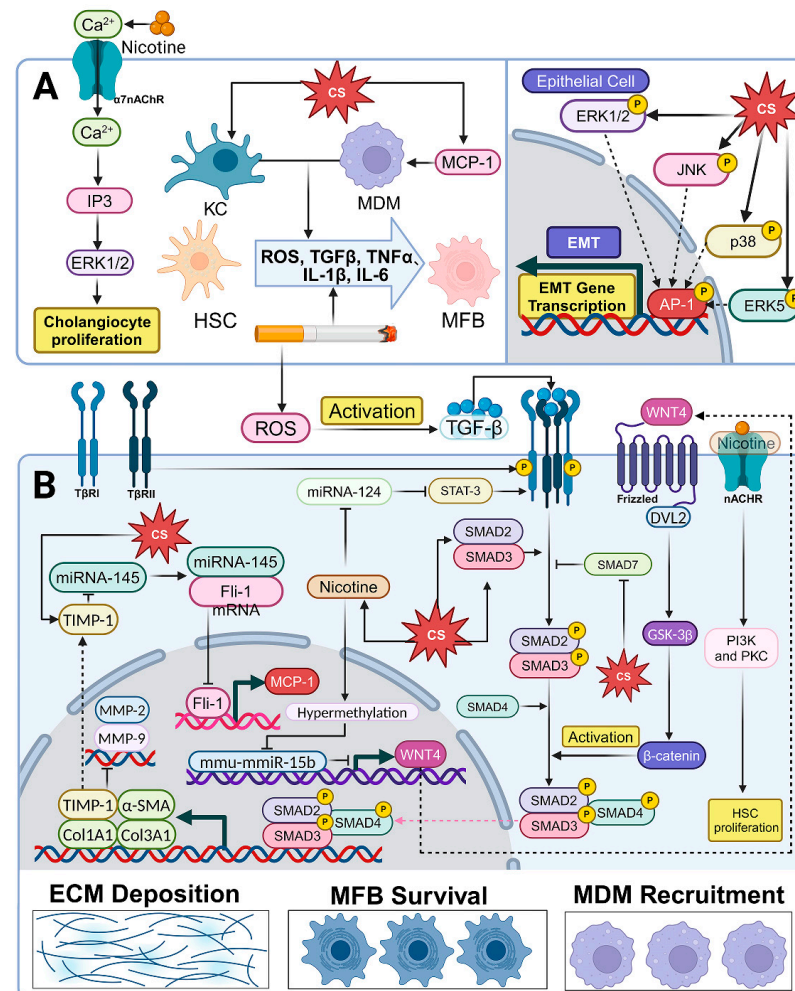 Ca²⁺
Nicotine
α7nAChR
A
Ca²⁺
IP3
ERK1/2
Cholangiocyte
proliferation
CS
KC
MDM
MCP-1
HSC
ROS, TGFβ, TNFα,
IL-1β, IL-6
MFB
Epithelial Cell
ERK1/2
P
CS
JNK
P
p38
P
EMT
EMT Gene
Transcription
AP-1
P
ERK5
P
ROS
Activation
TGF-β
TβRI
TβRII
P
P
WNT4
Frizzled
DVL2
Nicotine
nACHR
B
miRNA-124
STAT-3
CS
miRNA-145
miRNA-145
Fli-1
mRNA
TIMP-1
Nicotine
SMAD2
SMAD3
CS
SMAD7
CS
SMAD2
P
SMAD3
P
GSK-3β
PI3K
and PKC
MCP-1
Fli-1
Hypermethylation
SMAD4
MMP-2
MMP-9
mmu-mmiR-15b
WNT4
Activation
β-catenin
TIMP-1
α-SMA
Col1A1
Col3A1
SMAD2
P
SMAD3
SMAD4
P
SMAD2
P
SMAD3
P
SMAD4
P
HSC
proliferation
ECM Deposition
MFB Survival
MDM Recruitment